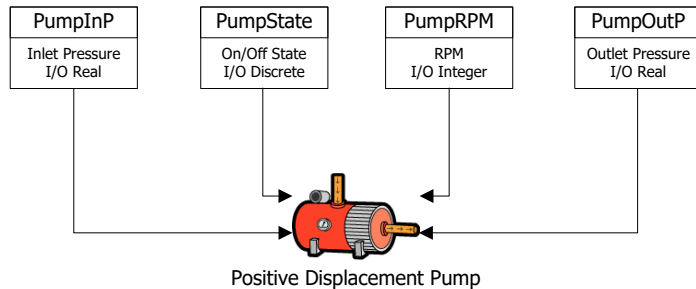 PumpInP
Inlet Pressure
I/O Real
PumpState
On/Off State
I/O Discrete
PumpRPM
RPM
I/O Integer
PumpOutP
Outlet Pressure
I/O Real
Positive Displacement Pump